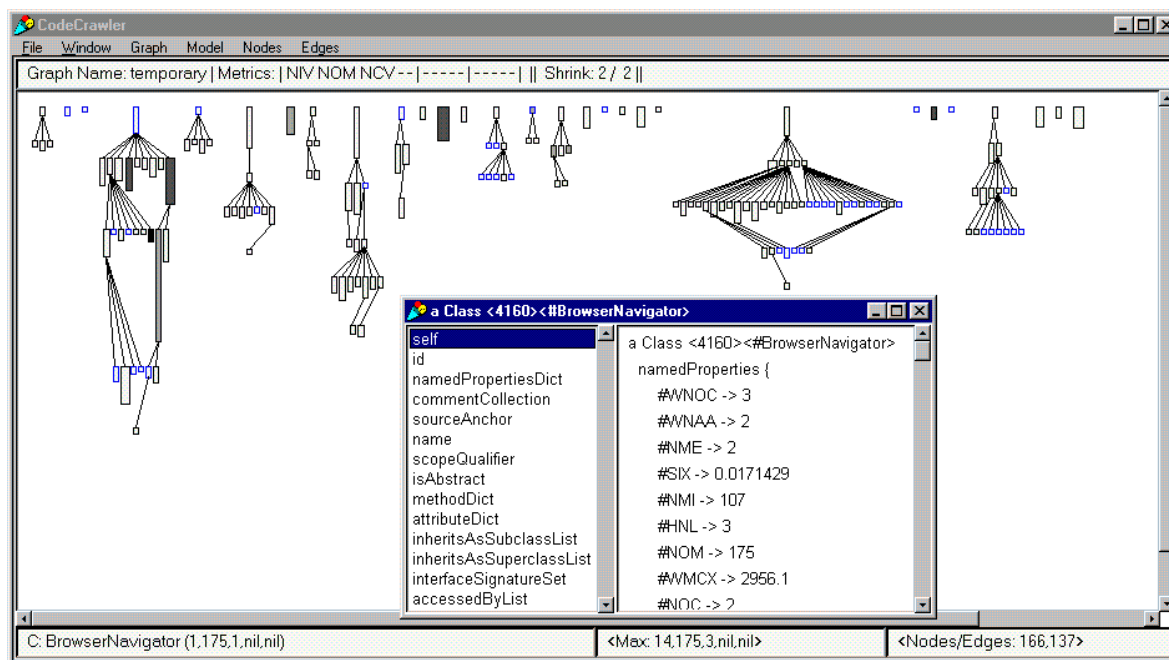 CodeCrawler
File Window Graph Model Nodes Edges
Graph Name: temporary | Metrics: | NIV NOM NCV--|-----|-----| || Shrink: 2 / 2 ||
a Class <4160><#BrowserNavigator>
self
id
namedPropertiesDict
commentCollection
sourceAnchor
name
scopeQualifier
isAbstract
methodDict
attributeDict
inheritsAsSubclassList
inheritsAsSuperclassList
interfaceSignatureSet
accessedByList
a Class <4160><#BrowserNavigator>
namedProperties {
#WNOC -> 3
#WNAA -> 2
#NME -> 2
#SIX -> 0.0171429
#NMI -> 107
#HNL -> 3
#NOM -> 175
#WMCX -> 2956.1
#NOC -> 2
C: BrowserNavigator (1,175,1,nil,nil)
<Max: 14,175,3,nil,nil>
<Nodes/Edges: 166,137>